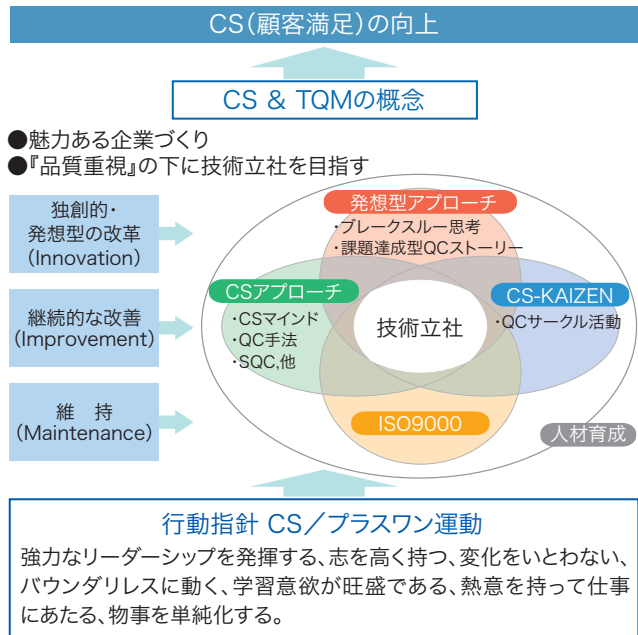 CS(顧客満足)の向上
CS & TQMの概念
●魅力ある企業づくり
●『品質重視』の下に技術立社を目指す
独創的・
発想型の改革
(Innovation)
継続的な改善
(Improvement)
維　持
(Maintenance)
発想型アプローチ
・ブレークスルー思考
・課題達成型QCストーリー
CSアプローチ
・CSマインド
・QC手法
・SQC,他
技術立社
CS-KAIZEN
・QCサークル活動
ISO9000
人材育成
行動指針 CS／プラスワン運動
強力なリーダーシップを発揮する、志を高く持つ、変化をいとわない、
バウンダリレスに動く、学習意欲が旺盛である、熱意を持って仕事
にあたる、物事を単純化する。